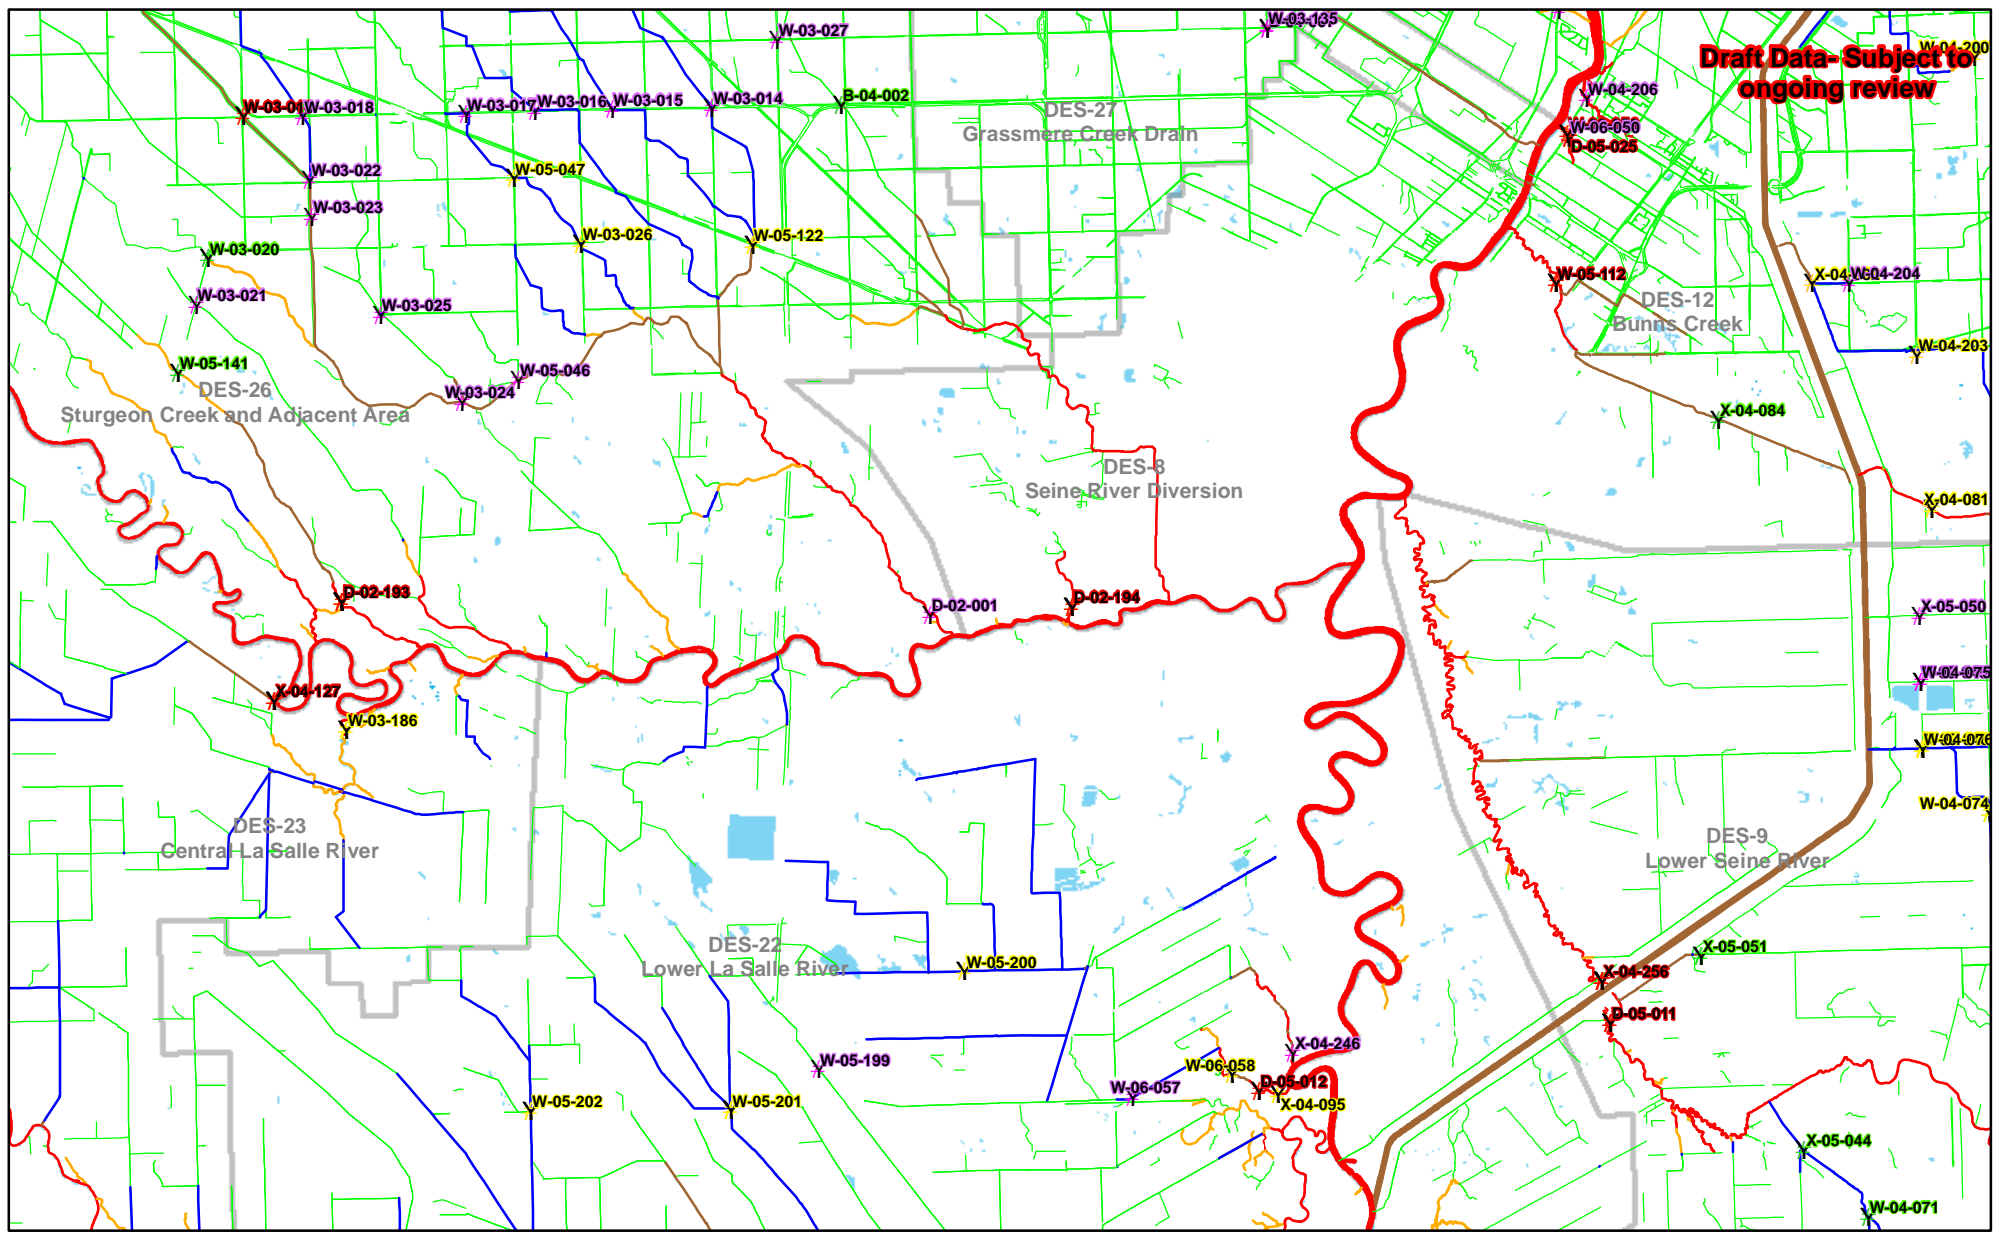 W-03-135
W-03-027
Draft Data- Subject to
ongoing review
W-04-200
W-03-018
W-03-017
W-03-016
W-03-015
W-03-014
B-04-002
W-04-206
DES-27
Grassmere Creek Drain
W-06-050
D-05-025
W-03-022
W-05-047
W-03-023
W-03-020
W-03-026
W-05-122
W-03-021
W-03-025
W-05-112
W-04-204
DES-12
Bunns Creek
W-04-203
W-05-141
W-05-046
W-03-024
DES-26
Sturgeon Creek and Adjacent Area
X-04-084
DES-8
Seine River Diversion
X-04-081
D-02-193
D-02-001
D-02-194
X-05-050
W-04-075
X-04-127
W-03-186
W-04-076
W-04-074
DES-23
Central La Salle River
DES-9
Lower Seine River
DES-22
Lower La Salle River
W-05-200
X-05-051
X-04-256
D-05-011
X-04-246
W-05-199
W-06-058
W-06-057
D-05-012
X-04-095
W-05-202
W-05-201
X-05-044
W-04-071